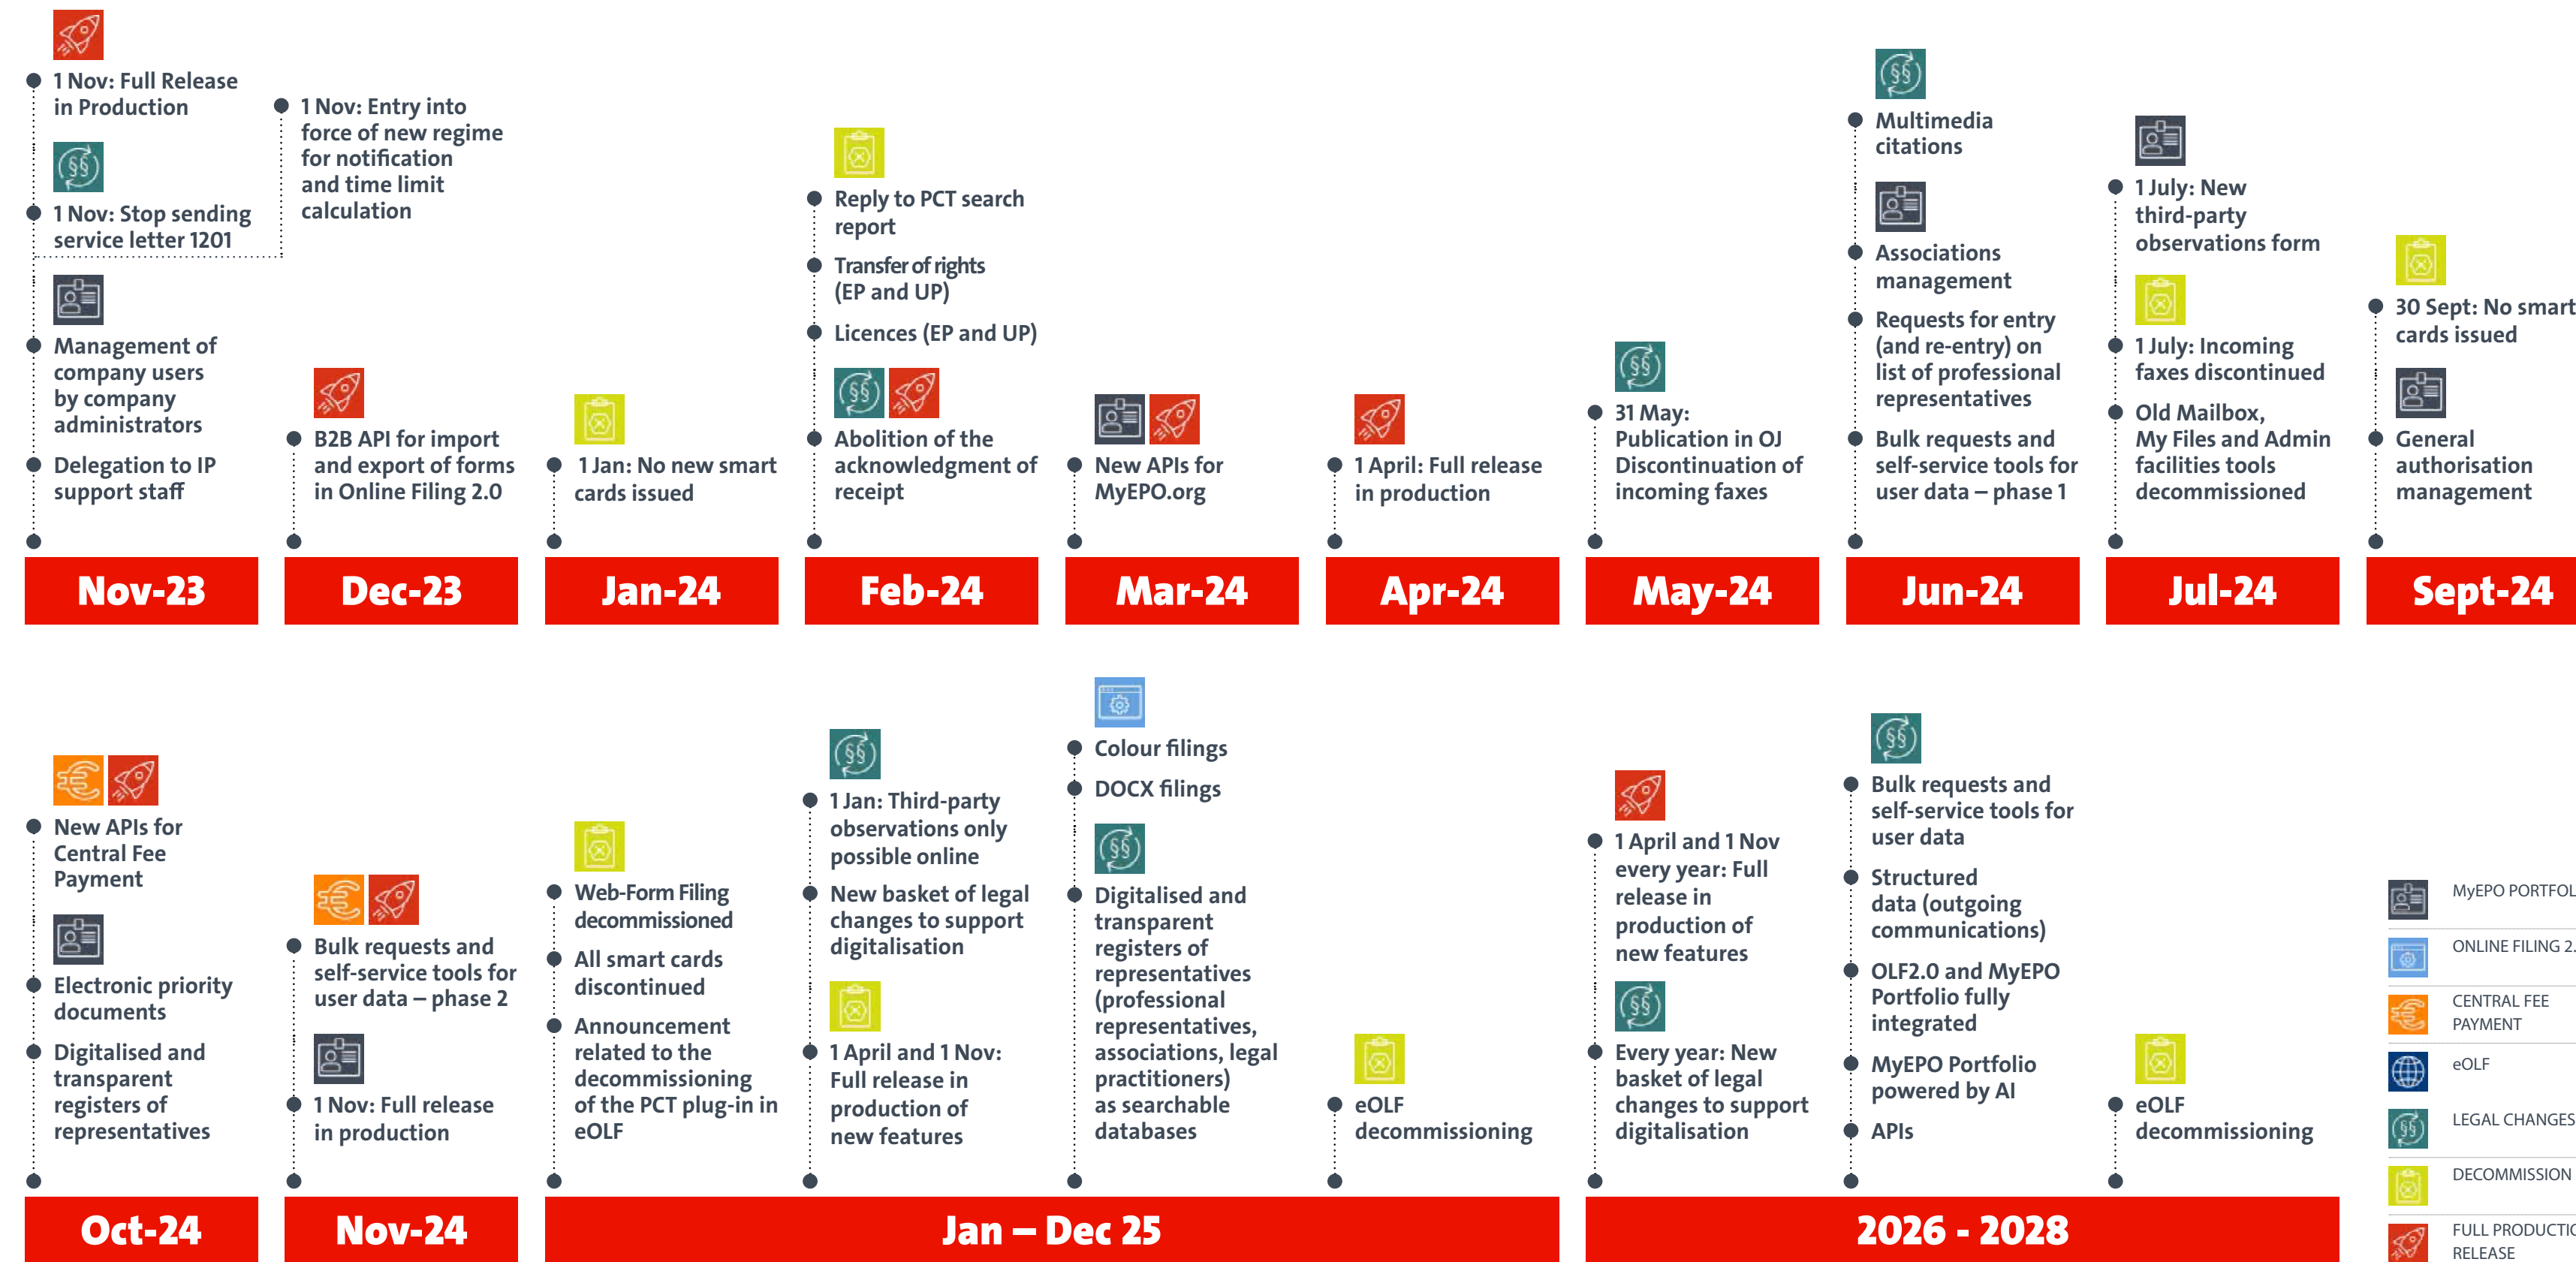 1 Nov: Full Release
in Production
1 Nov: Stop sending
service letter 1201
Management of
company users
by company
administrators
Delegation to IP
support staff
1 Nov: Entry into
force of new regime
for notification
and time limit
calculation
B2B API for import
and export of forms
in Online Filing 2.0
1 Jan: No new smart
cards issued
Reply to PCT search
report
Transfer of rights
(EP and UP)
Licences (EP and UP)
Abolition of the
acknowledgment of
receipt
New APIs for
MyEPO.org
1 April: Full release
in production
31 May:
Publication in OJ
Discontinuation of
incoming faxes
Multimedia
citations
Associations
management
Requests for entry
(and re-entry) on
list of professional
representatives
Bulk requests and
self-service tools for
user data – phase 1
1 July: New
third-party
observations form
1 July: Incoming
faxes discontinued
Old Mailbox,
My Files and Admin
facilities tools
decommissioned
30 Sept: No smart
cards issued
General
authorisation
management
Nov-23
Dec-23
Jan-24
Feb-24
Mar-24
Apr-24
May-24
Jun-24
Jul-24
Sept-24
New APIs for
Central Fee
Payment
Electronic priority
documents
Digitalised and
transparent
registers of
representatives
Bulk requests and
self-service tools for
user data – phase 2
1 Nov: Full release
in production
Web-Form Filing
decommissioned
All smart cards
discontinued
Announcement
related to the
decommissioning
of the PCT plug-in in
eOLF
1 Jan: Third-party
observations only
possible online
New basket of legal
changes to support
digitalisation
1 April and 1 Nov:
Full release in
production of
new features
Colour filings
DOCX filings
Digitalised and
transparent
registers of
representatives
(professional
representatives,
associations, legal
practitioners)
as searchable
databases
eOLF
decommissioning
1 April and 1 Nov
every year: Full
release in
production of
new features
Every year: New
basket of legal
changes to support
digitalisation
Bulk requests and
self-service tools for
user data
Structured
data (outgoing
communications)
OLF2.0 and MyEPO
Portfolio fully
integrated
MyEPO Portfolio
powered by AI
APIs
eOLF
decommissioning
MyEPO PORTFOL
ONLINE FILING 2.
CENTRAL FEE
PAYMENT
eOLF
LEGAL CHANGES
DECOMMISSION
FULL PRODUCTIO
RELEASE
Oct-24
Nov-24
Jan – Dec 25
2026 - 2028